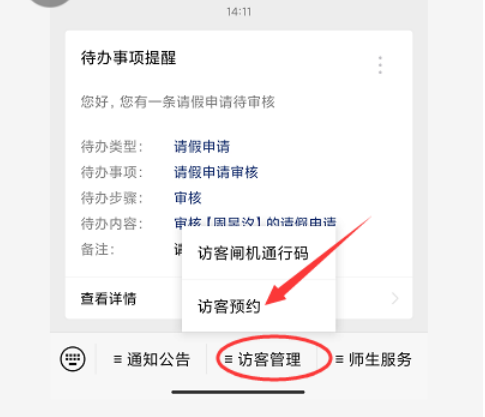 14:11
待办事项提醒
您好，您有一条请假申请待审核
待办类型： 请假申请
待办事项： 请假申请审核
待办步骤： 审核
待办内容： 审核【周昱汐】的请假申请
备注： 请
访客闸机通行码
查看详情
访客预约
≡ 通知公告
≡ 访客管理
≡ 师生服务